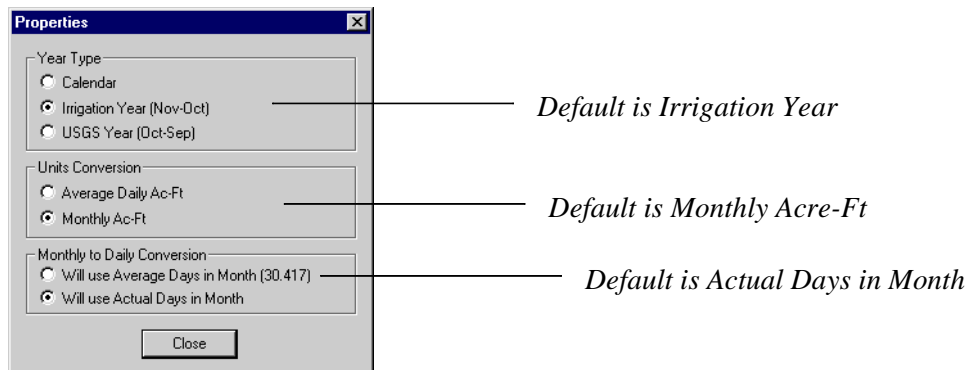 Properties
Year Type
Calendar
Irrigation Year (Nov-Oct)
Default is Irrigation Year
USGS Year (Oct-Sep)
Units Conversion
Average Daily Ac-Ft
Default is Monthly Acre-Ft
Monthly Ac-Ft
Monthly to Daily Conversion
Will use Average Days in Month (30.417)
Default is Actual Days in Month
Will use Actual Days in Month
Close